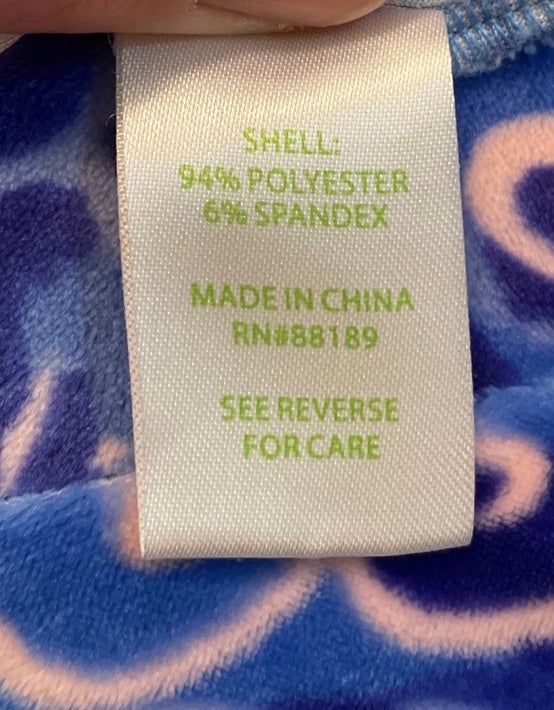 SHELL:
94% POLYESTER
6% SPANDEX
MADE IN CHINA
RN#88189
SEE REVERSE
FOR CARE